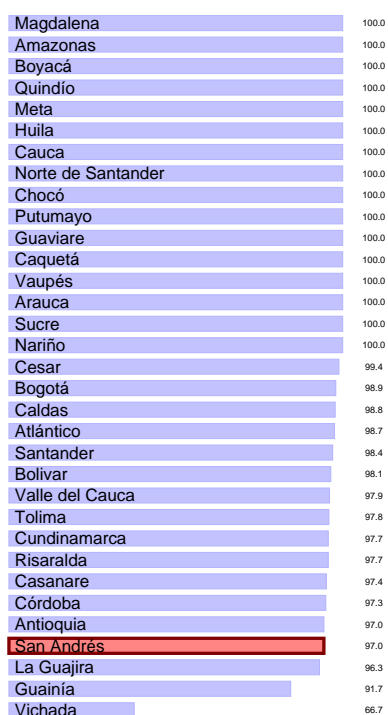 Magdalena 100.0
Amazonas 100.0
Boyacá 100.0
Quindío 100.0
Meta 100.0
Huila 100.0
Cauca 100.0
Norte de Santander 100.0
Chocó 100.0
Putumayo 100.0
Guaviare 100.0
Caquetá 100.0
Vaupés 100.0
Arauca 100.0
Sucre 100.0
Nariño 100.0
Cesar 99.4
Bogotá 98.9
Caldas 98.8
Atlántico 98.7
Santander 98.4
Bolivar 98.1
Valle del Cauca 97.9
Tolima 97.8
Cundinamarca 97.7
Risaralda 97.7
Casanare 97.4
Córdoba 97.3
Antioquia 97.0
San Andrés 97.0
La Guajira 96.3
Guainía 91.7
Vichada 66.7